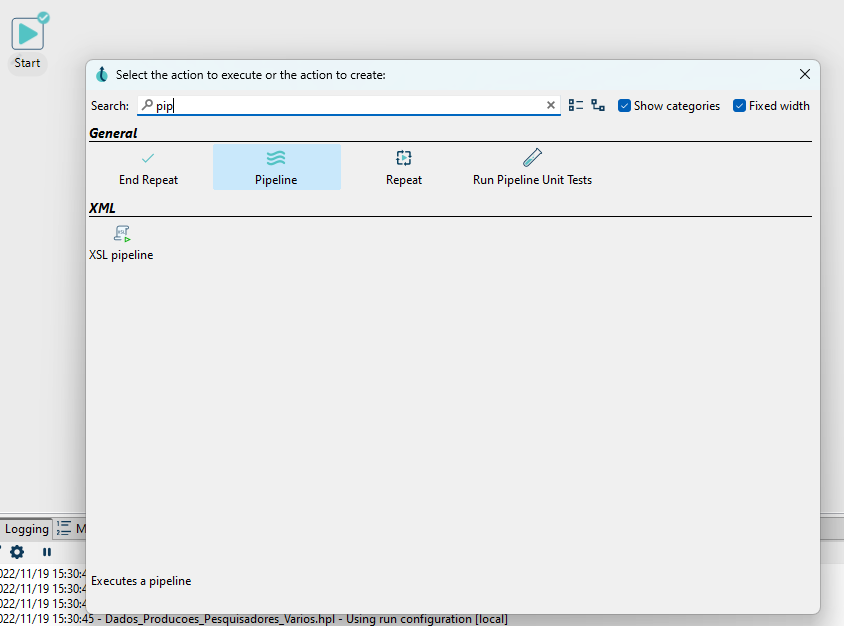 Start
Select the action to execute or the action to create:
Search: pip Show categories Fixed width
General
End Repeat Pipeline Repeat Run Pipeline Unit Tests
XML
XSL pipeline
Logging M
Executes a pipeline
022/11/19 15:30:4
022/11/19 15:30:4
022/11/19 15:30:4
022/11/19 15:30:45 - Dados_Producoes_Pesquisadores_Varios.hpl - Using run configuration [local]